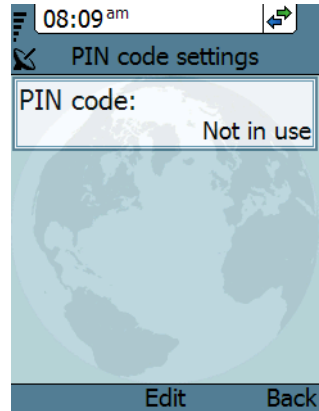 08:09 am
PIN code settings
PIN code:
Not in use
Edit Back